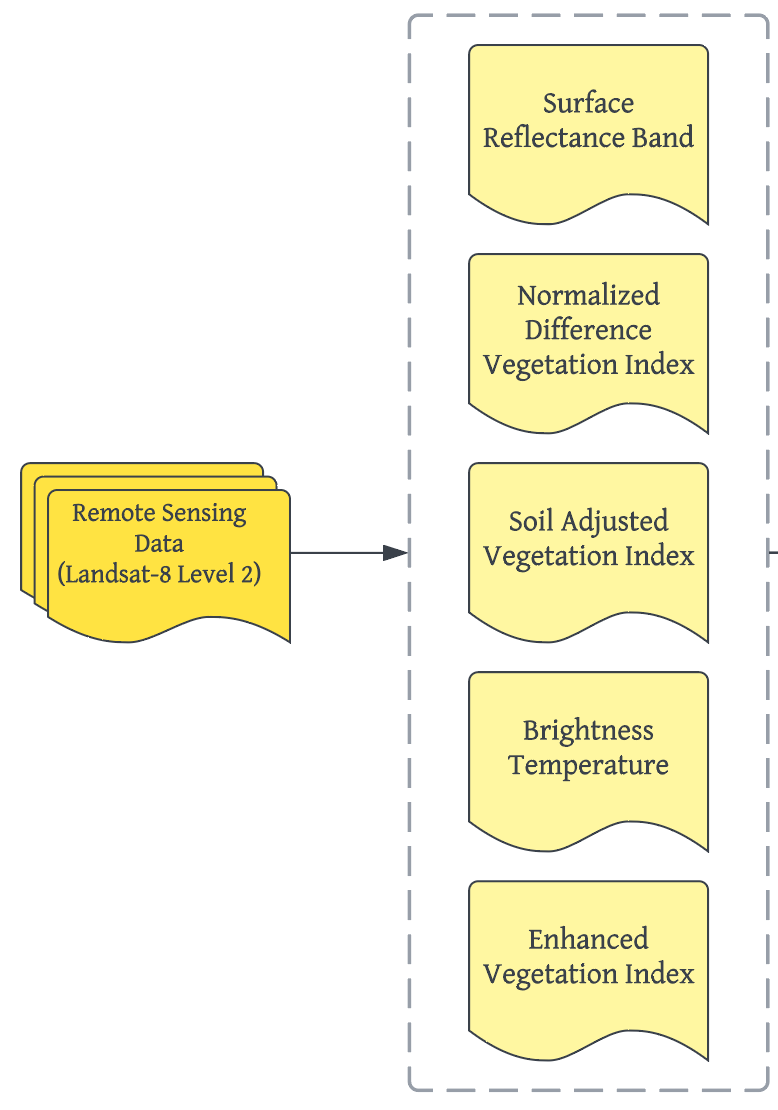 Surface
Reflectance Band
Normalized
Difference
Vegetation Index
Remote Sensing
Data
(Landsat-8 Level 2)
Soil Adjusted
Vegetation Index
Brightness
Temperature
Enhanced
Vegetation Index